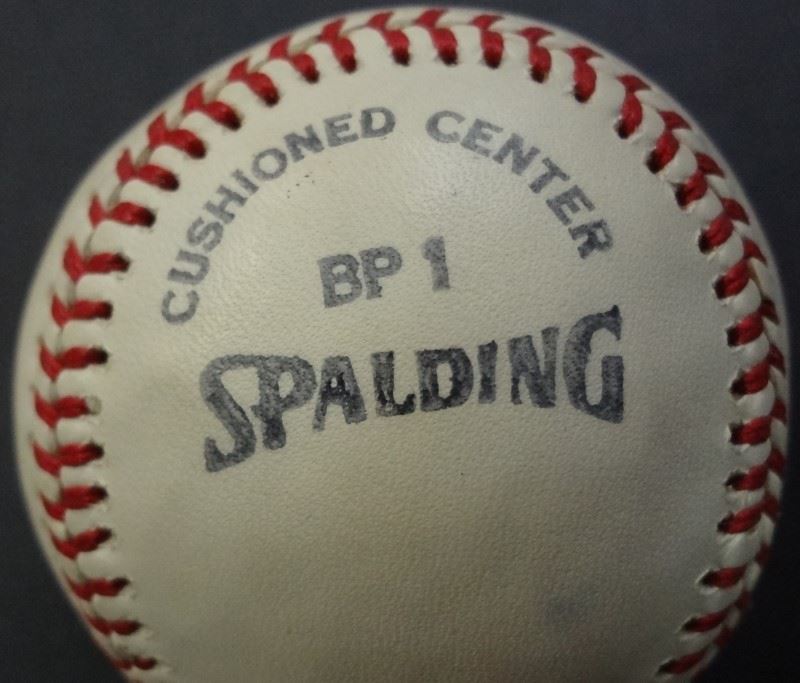 CUSHIONED CENTER
BP 1
SPALDING